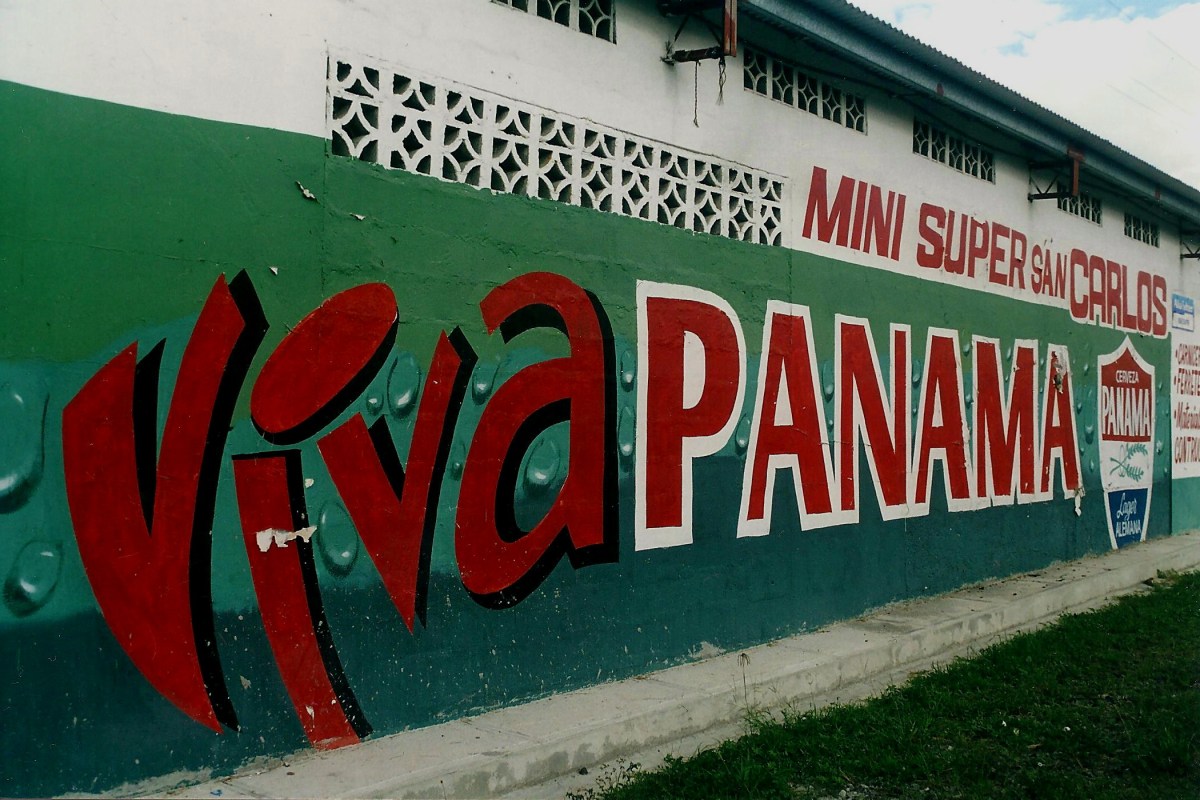 MINI SUPER SAN CARLOS
Viva PANAMA
CERVEZA
PANAMA
Lager
ALEMANA